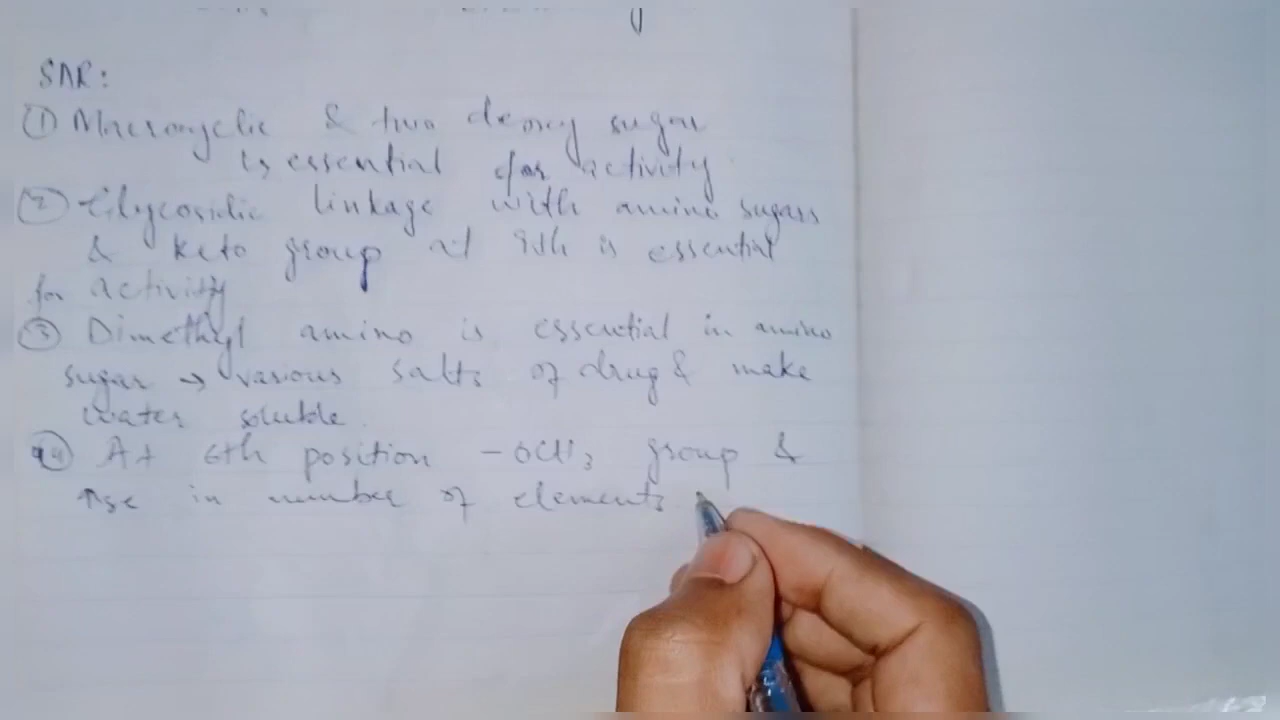 SAR:
① Macrocyclic & two deoxy sugar
is essential for activity
② Glycosidic linkage with amino sugars
& keto group at 9th is essential
for activity
③ Dimethyl amino is essential in amino
sugar → various salts of drug & make
water soluble.
④ At 6th position -OCH₃ group &
↑se in number of elements